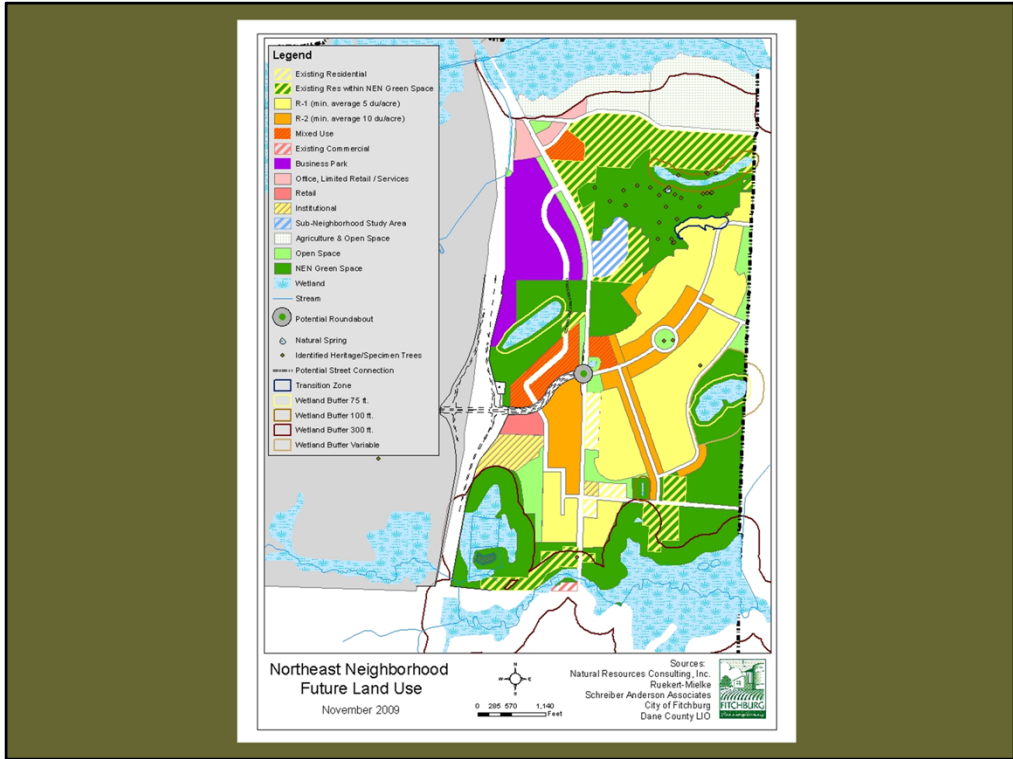 Legend
Existing Residential
Existing Res within NEN Green Space
R-1 (min. average 5 du/acre)
R-2 (min. average 10 du/acre)
Mixed Use
Existing Commercial
Business Park
Office, Limited Retail / Services
Retail
Institutional
Sub-Neighborhood Study Area
Agriculture & Open Space
Open Space
NEN Green Space
Wetland
Stream
Potential Roundabout
Natural Spring
Identified Heritage/Specimen Trees
Potential Street Connection
Transition Zone
Wetland Buffer 75 ft.
Wetland Buffer 100 ft.
Wetland Buffer 300 ft.
Wetland Buffer Variable
Northeast Neighborhood
Future Land Use
November 2009
N
W E
S
0 285 570 1,140
Feet
Sources:
Natural Resources Consulting, Inc.
Ruekert-Mielke
Schreiber Anderson Associates
City of Fitchburg
Dane County LIO
FITCHBURG